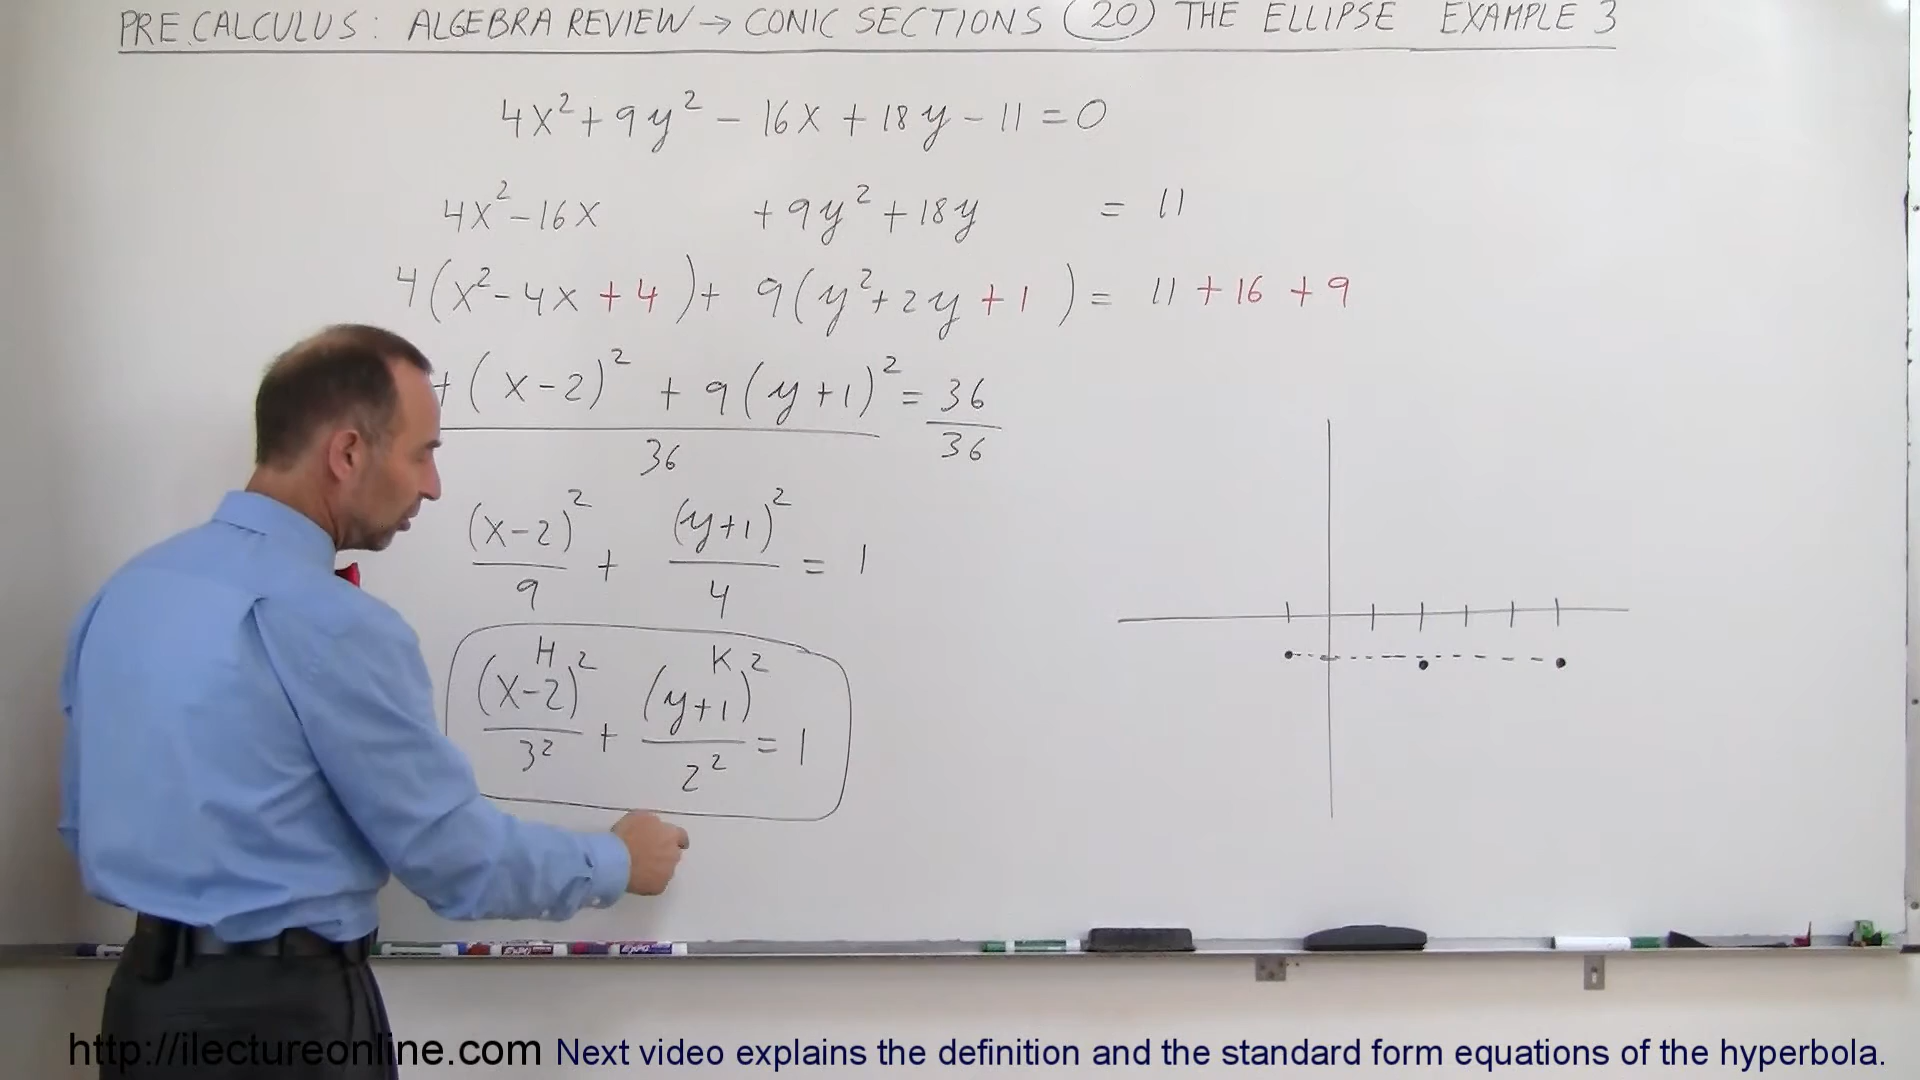 PRECALCULUS: ALGEBRA REVIEW → CONIC SECTIONS (20) THE ELLIPSE EXAMPLE 3
4x² + 9y² - 16x + 18y - 11 = 0
4x² - 16x + 9y² + 18y = 11
4(x² - 4x + 4) + 9(y² + 2y + 1) = 11 + 16 + 9
(x-2)² + 9(y+1)² = 36
36 36
(x-2)² (y+1)²
+ = 1
9 4
H K
(x-2)² (y+1)²
+ = 1
3² 2²
EXPO
http://ilectureonline.com Next video explains the definition and the standard form equations of the hyperbola.